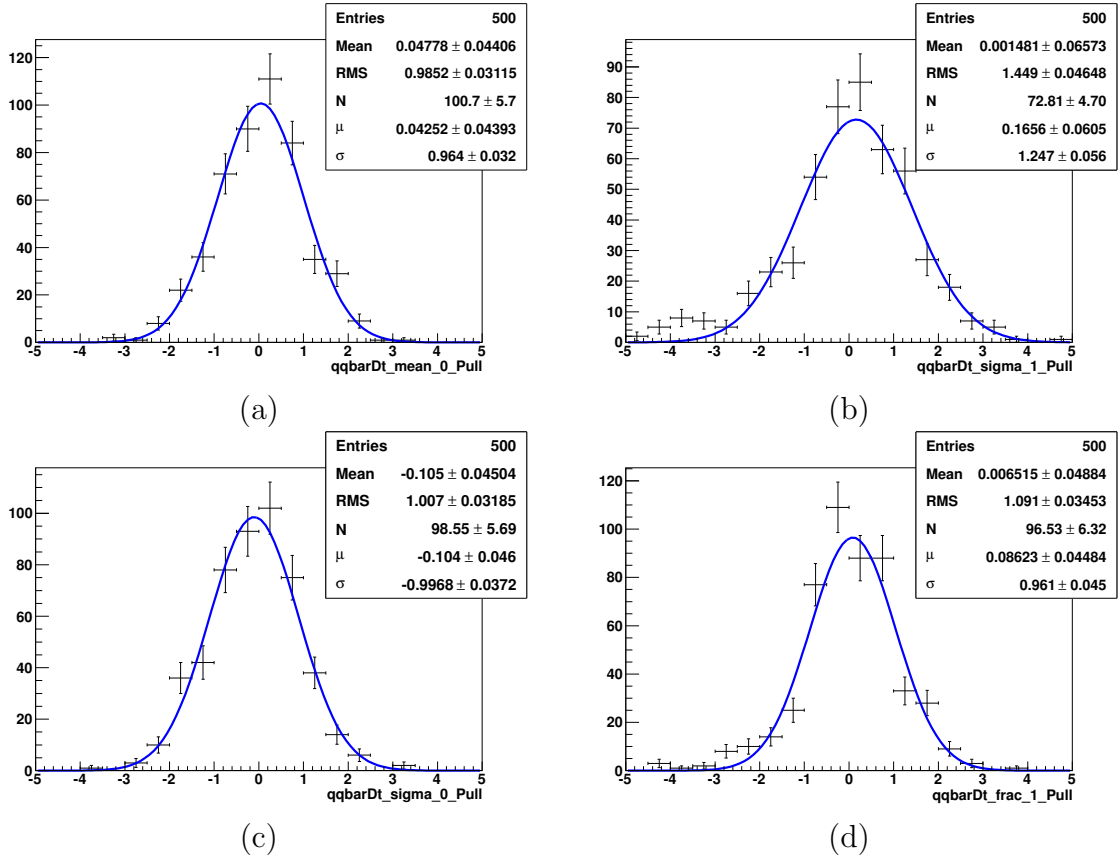 Entries 500
Mean 0.04778 ± 0.04406
RMS 0.9852 ± 0.03115
N 100.7 ± 5.7
μ 0.04252 ± 0.04393
σ 0.964 ± 0.032
120
100
80
60
40
20
0
-5 -4 -3 -2 -1 0 1 2 3 4 5
qqbarDt_mean_0_Pull
(a)
Entries 500
Mean 0.001481 ± 0.06573
RMS 1.449 ± 0.04648
N 72.81 ± 4.70
μ 0.1656 ± 0.0605
σ 1.247 ± 0.056
90
80
70
60
50
40
30
20
10
0
-5 -4 -3 -2 -1 0 1 2 3 4 5
qqbarDt_sigma_1_Pull
(b)
Entries 500
Mean -0.105 ± 0.04504
RMS 1.007 ± 0.03185
N 98.55 ± 5.69
μ -0.104 ± 0.046
σ -0.9968 ± 0.0372
100
80
60
40
20
0
-5 -4 -3 -2 -1 0 1 2 3 4 5
qqbarDt_sigma_0_Pull
(c)
Entries 500
Mean 0.006515 ± 0.04884
RMS 1.091 ± 0.03453
N 96.53 ± 6.32
μ 0.08623 ± 0.04484
σ 0.961 ± 0.045
120
100
80
60
40
20
0
-5 -4 -3 -2 -1 0 1 2 3 4 5
qqbarDt_frac_1_Pull
(d)